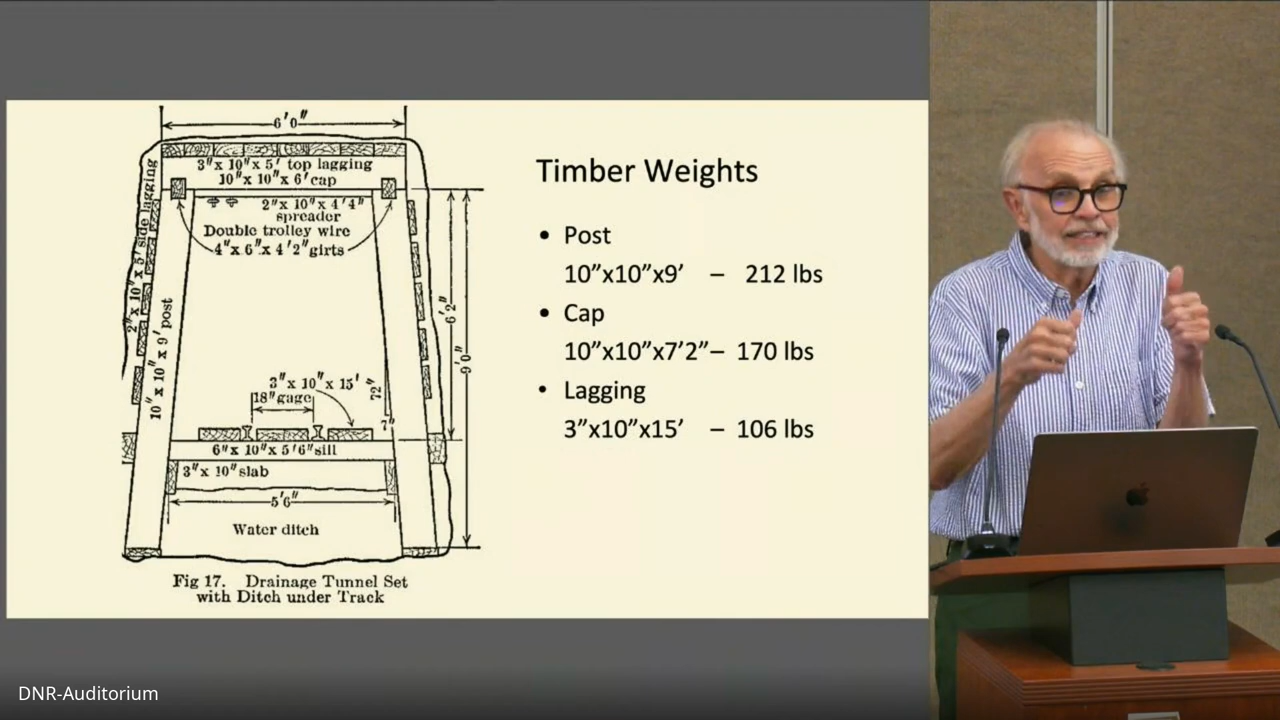 6'0"
3"x 10"x 5' top lagging
10"x 10"x 6' cap
2"x 10"x 5' side lagging
2"x 10"x 4'4"
spreader
Double trolley wire
4"x 6"x 4'2" girts
10"x 10"x 9' post
6'2"
9'0"
3"x 10"x 15'
18" gage
72"
7"
6"x 10"x 5'6" sill
3"x 10" slab
5'6"
Water ditch
Fig 17. Drainage Tunnel Set
with Ditch under Track
Timber Weights
• Post
10”x10”x9’ – 212 lbs
• Cap
10”x10”x7’2”– 170 lbs
• Lagging
3”x10”x15’ – 106 lbs
DNR-Auditorium